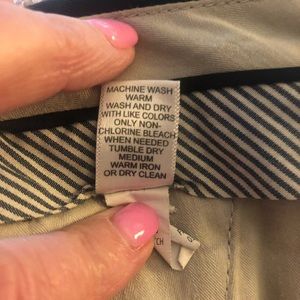 MACHINE WASH
WARM
WASH AND DRY
WITH LIKE COLORS
ONLY NON-
CHLORINE BLEACH
WHEN NEEDED
TUMBLE DRY
MEDIUM
WARM IRON
OR DRY CLEAN